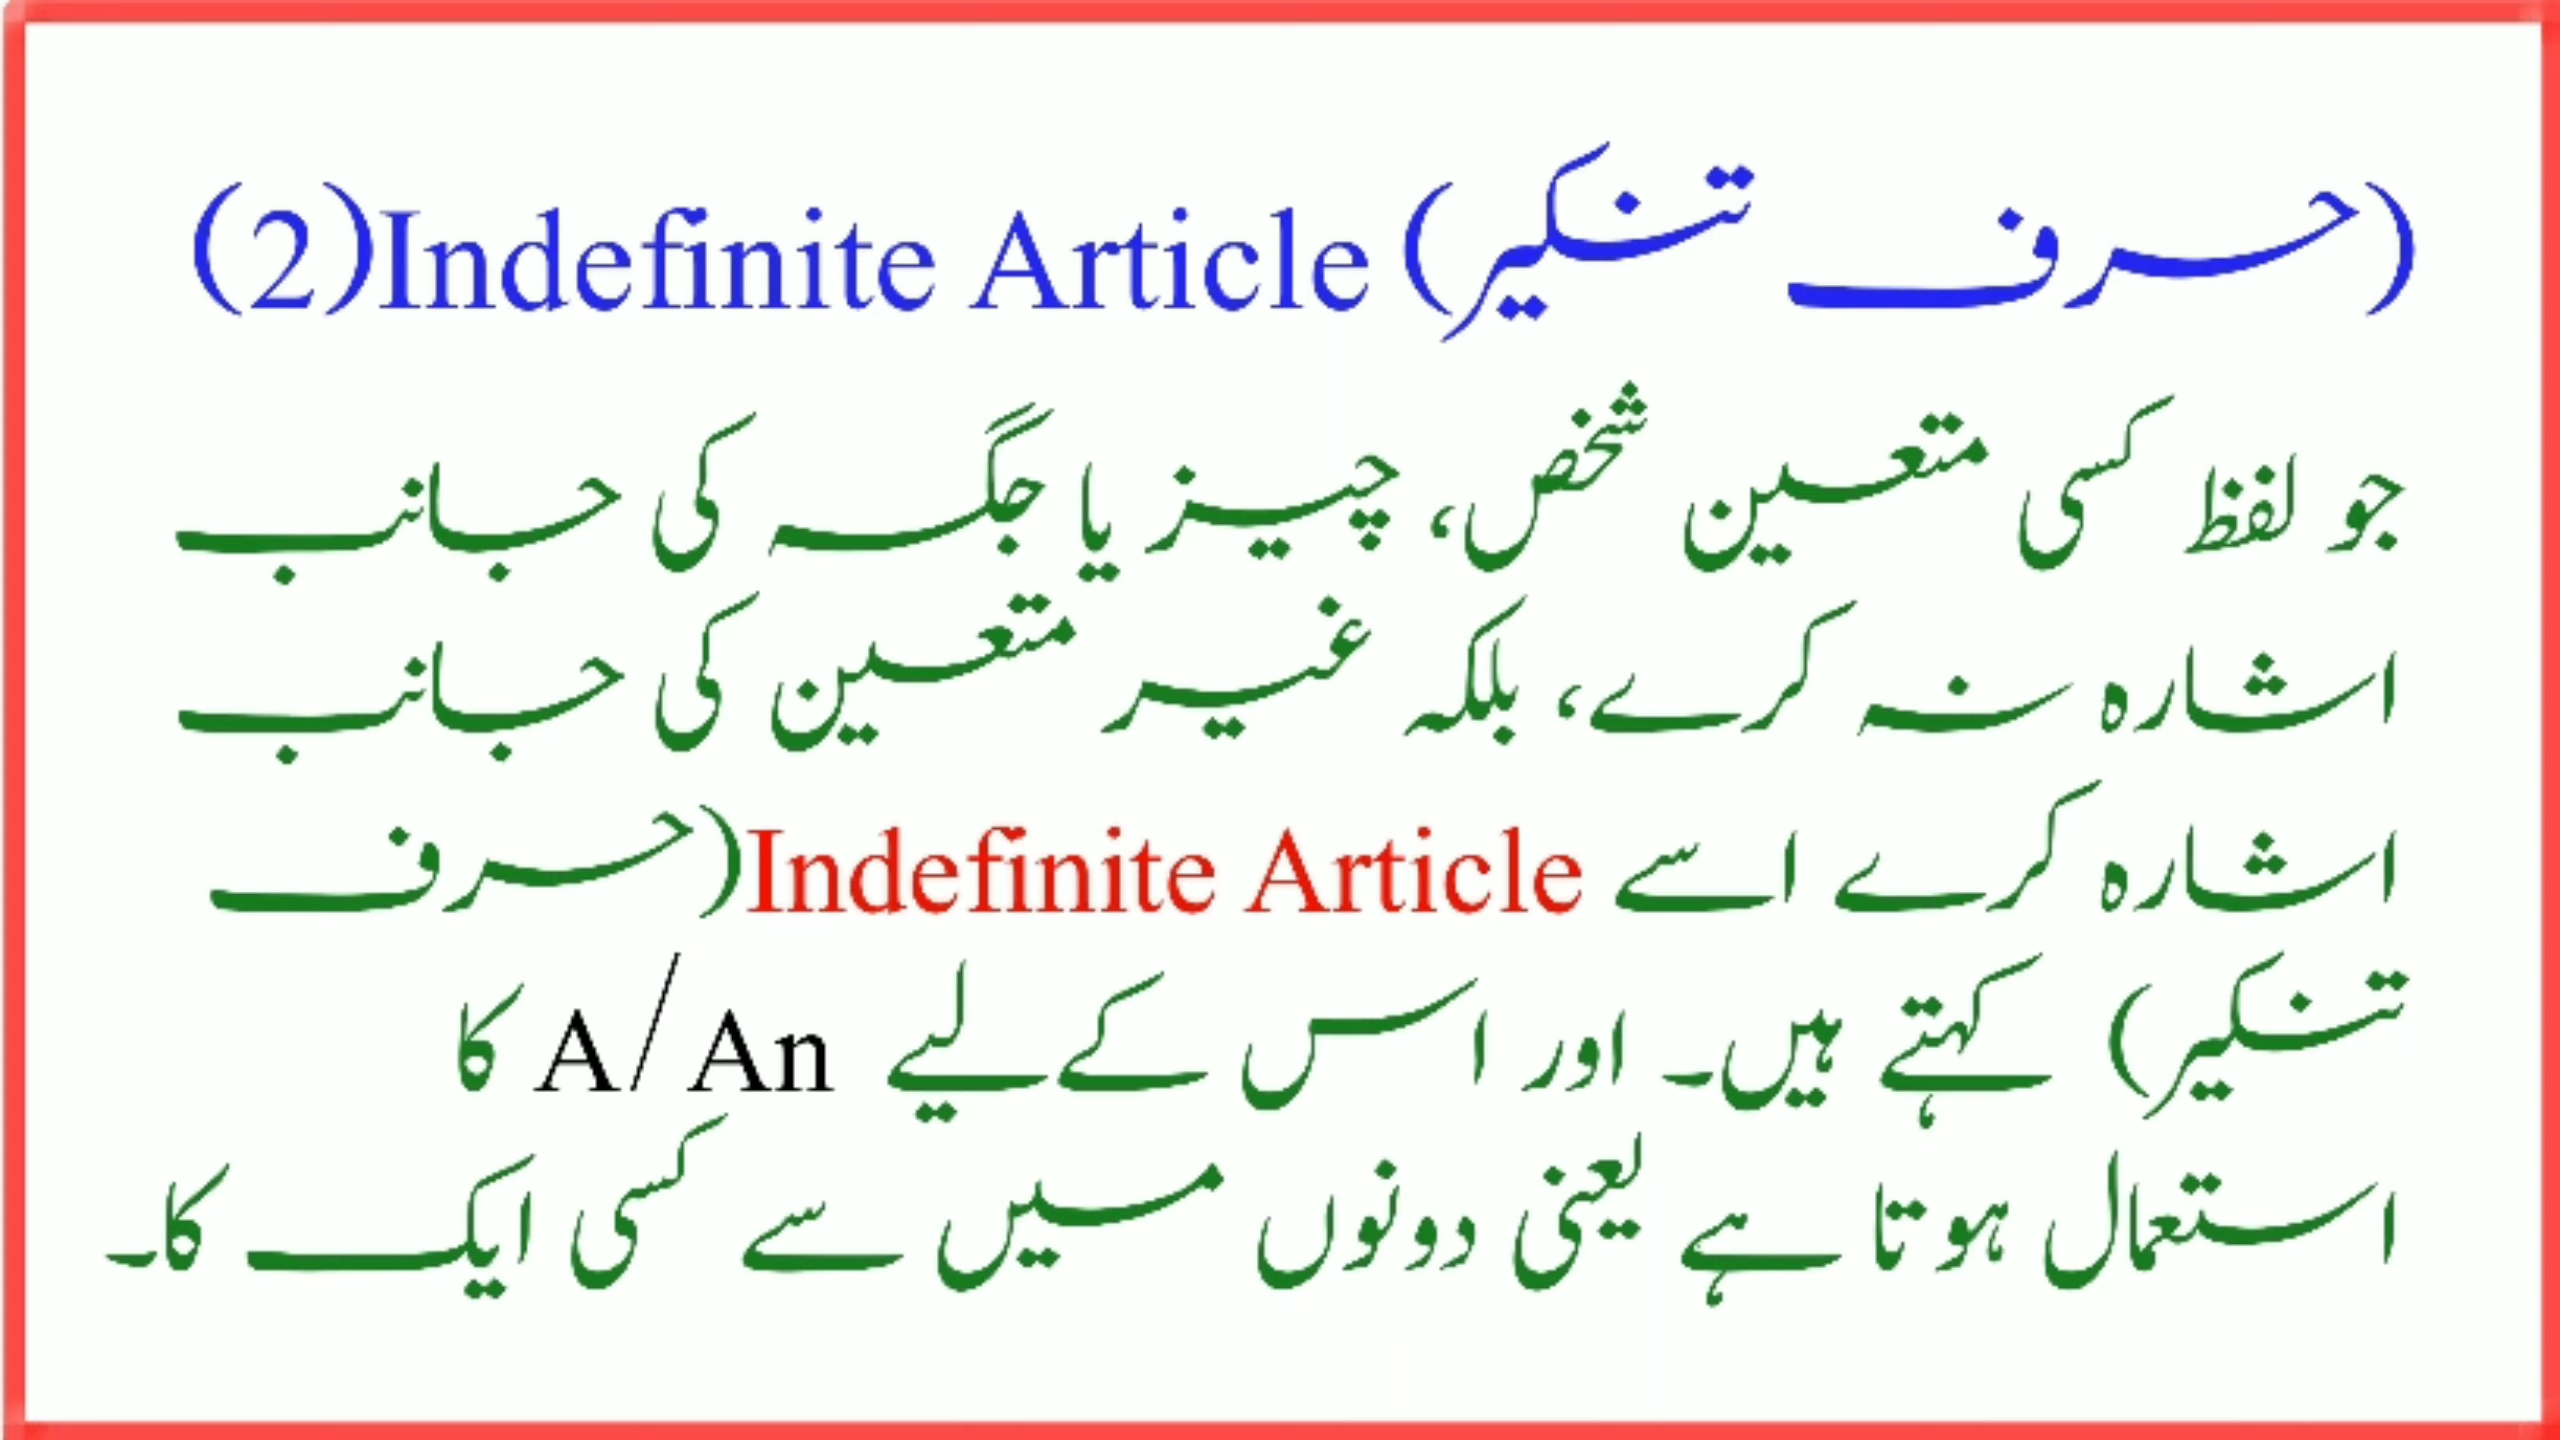 (2)Indefinite Article (حرف تنکیر)
جو لفظ کسی متعین شخص، چیز یا جگہ کی جانب
اشارہ نہ کرے، بلکہ غیر متعین کی جانب
اشارہ کرے اسے Indefinite Article(حرف
تنکیر) کہتے ہیں۔ اور اس کےلیے A/An کا
استعمال ہوتا ہے یعنی دونوں میں سے کسی ایک کا۔